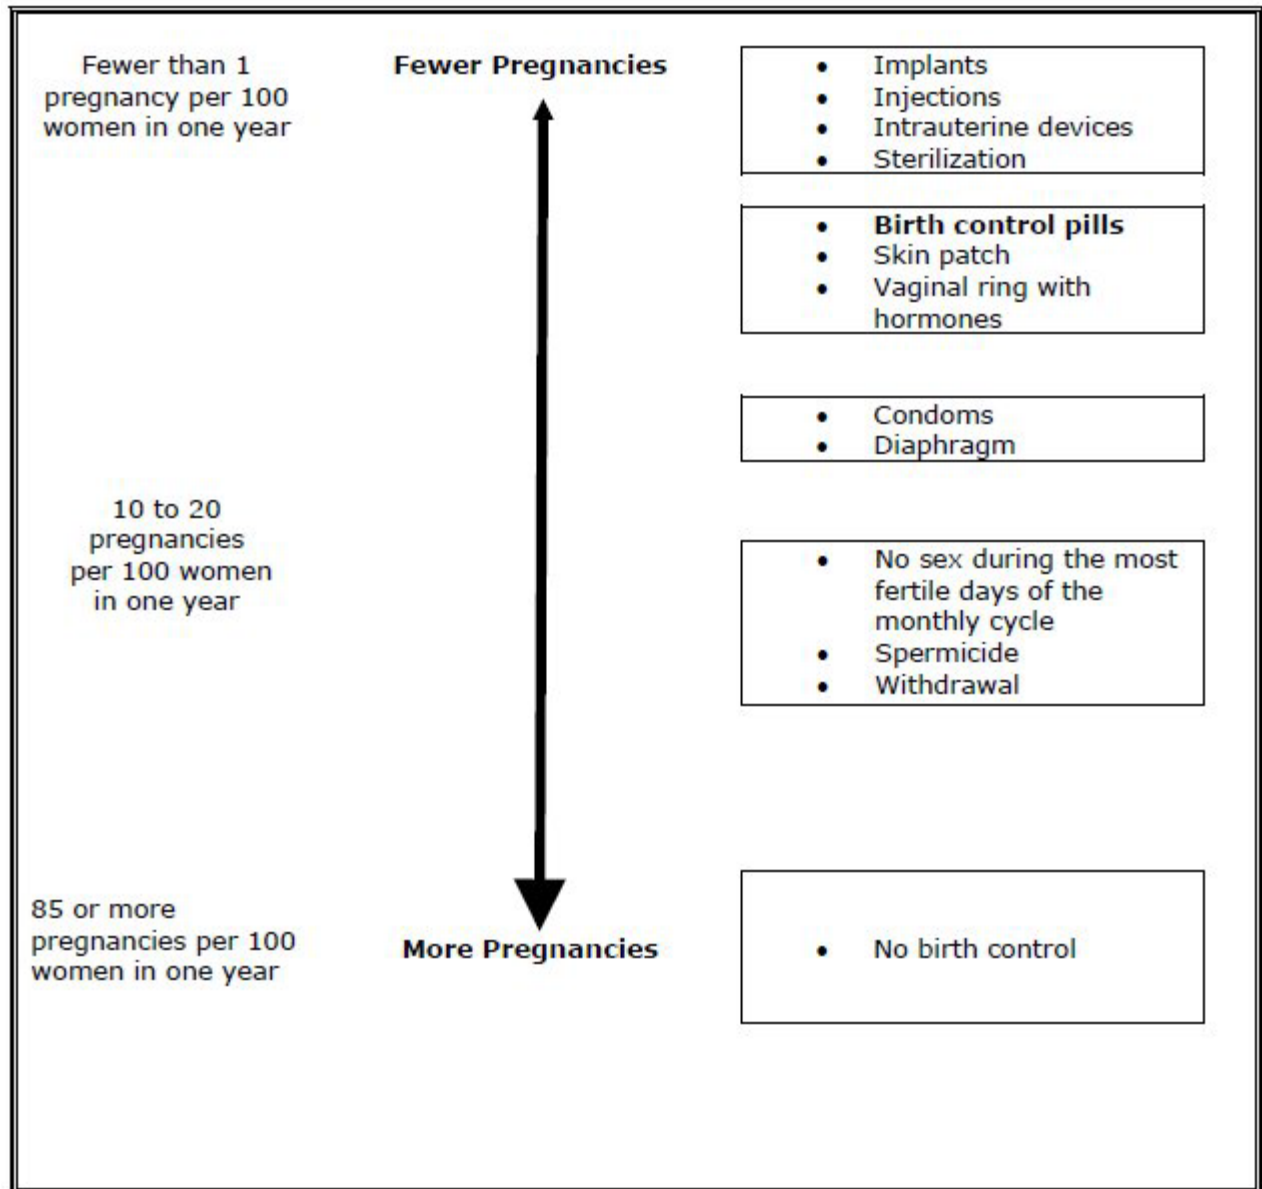 Fewer than 1
pregnancy per 100
women in one year
Fewer Pregnancies
• Implants
• Injections
• Intrauterine devices
• Sterilization
• Birth control pills
• Skin patch
• Vaginal ring with
hormones
• Condoms
• Diaphragm
10 to 20
pregnancies
per 100 women
in one year
• No sex during the most
fertile days of the
monthly cycle
• Spermicide
• Withdrawal
85 or more
pregnancies per 100
women in one year
More Pregnancies
• No birth control